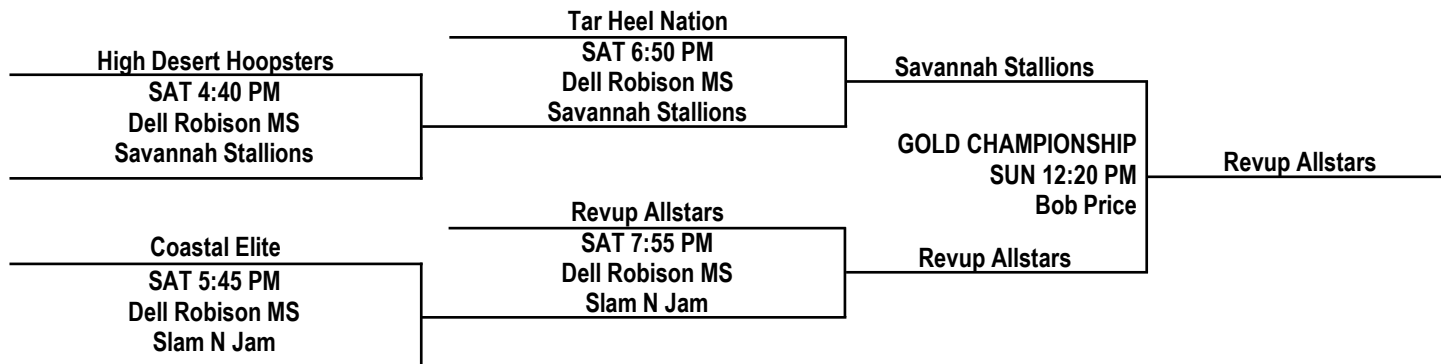 Tar Heel Nation
High Desert Hoopsters
SAT 6:50 PM
Savannah Stallions
SAT 4:40 PM
Dell Robison MS
Dell Robison MS
Savannah Stallions
Savannah Stallions
GOLD CHAMPIONSHIP
SUN 12:20 PM
Revup Allstars
Bob Price
Revup Allstars
Coastal Elite
SAT 7:55 PM
Revup Allstars
SAT 5:45 PM
Dell Robison MS
Dell Robison MS
Slam N Jam
Slam N Jam